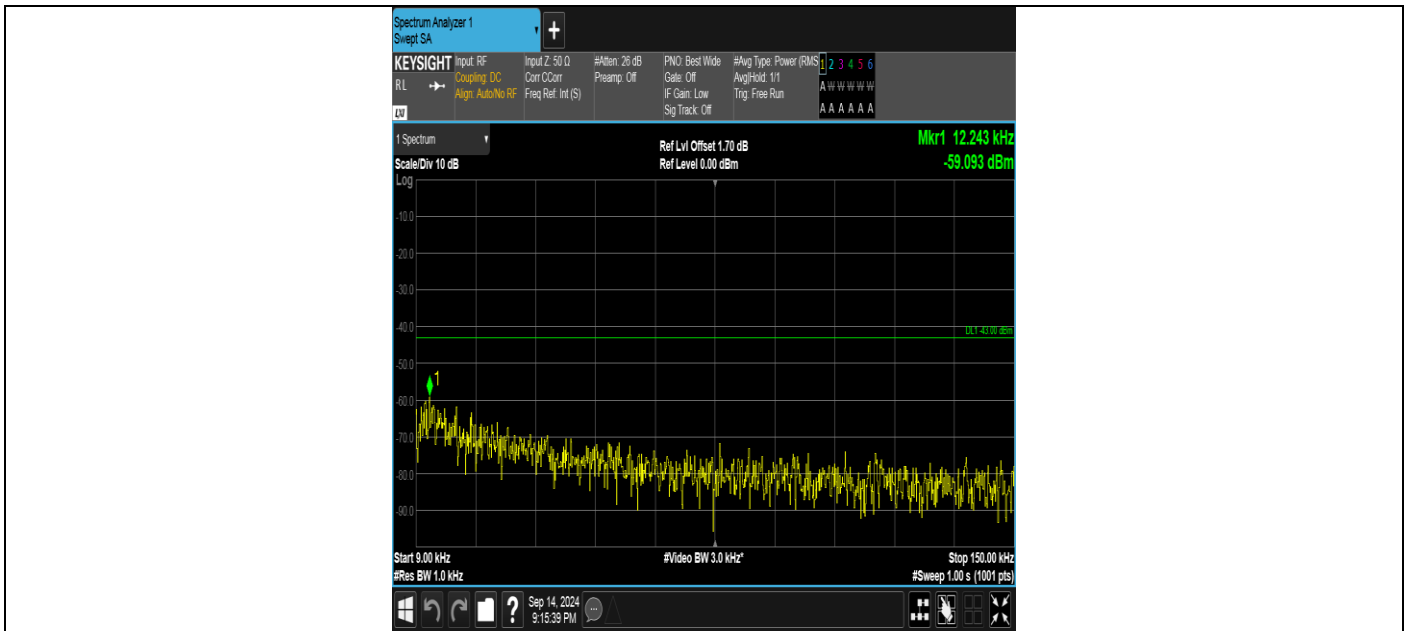 Spectrum Analyzer 1
Swept SA
+
KEYSIGHT
RL
LXI
Input: RF
Coupling: DC
Align: Auto/No RF
Input Z: 50 Ω
Corr CCorr
Freq Ref: Int (S)
#Atten: 26 dB
Preamp: Off
PNO: Best Wide
Gate: Off
IF Gain: Low
Sig Track: Off
#Avg Type: Power (RMS
Avg|Hold: 1/1
Trig: Free Run
1 2 3 4 5 6
A W W W W W
A A A A A A
1 Spectrum
Scale/Div 10 dB
Log
Ref Lvl Offset 1.70 dB
Ref Level 0.00 dBm
Mkr1 12.243 kHz
-59.093 dBm
-10.0
-20.0
-30.0
-40.0
DL1 -43.00 dBm
-50.0
1
-60.0
-70.0
-80.0
-90.0
Start 9.00 kHz
#Res BW 1.0 kHz
#Video BW 3.0 kHz*
Stop 150.00 kHz
#Sweep 1.00 s (1001 pts)
?
Sep 14, 2024
9:15:39 PM